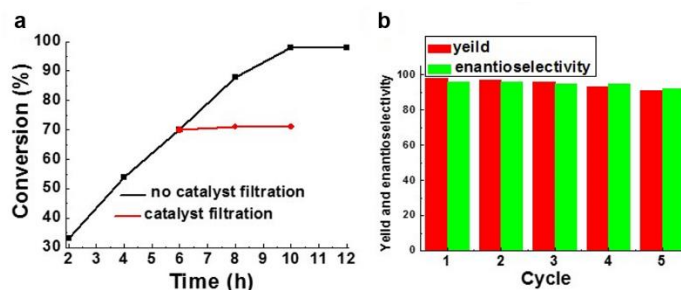 a
Conversion (%)
100
90
80
70
60
50
40
30
no catalyst filtration
catalyst filtration
2 3 4 5 6 7 8 9 10 11 12
Time (h)
b
yeild
enantioselectivity
Yeild and enantioselectivity
100
80
60
40
20
0
1 2 3 4 5
Cycle